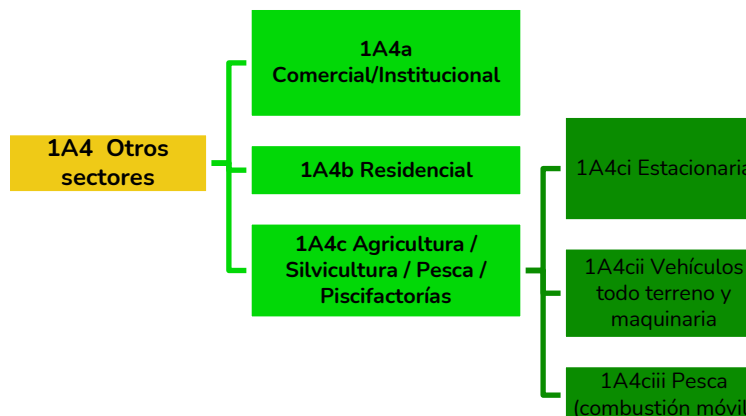 1A4a
Comercial/Institucional
1A4 Otros
sectores
1A4b Residencial
1A4c Agricultura /
Silvicultura / Pesca /
Piscifactorías
1A4ci Estacionaria
1A4cii Vehículos
todo terreno y
maquinaria
1A4ciii Pesca
(combustión móvil